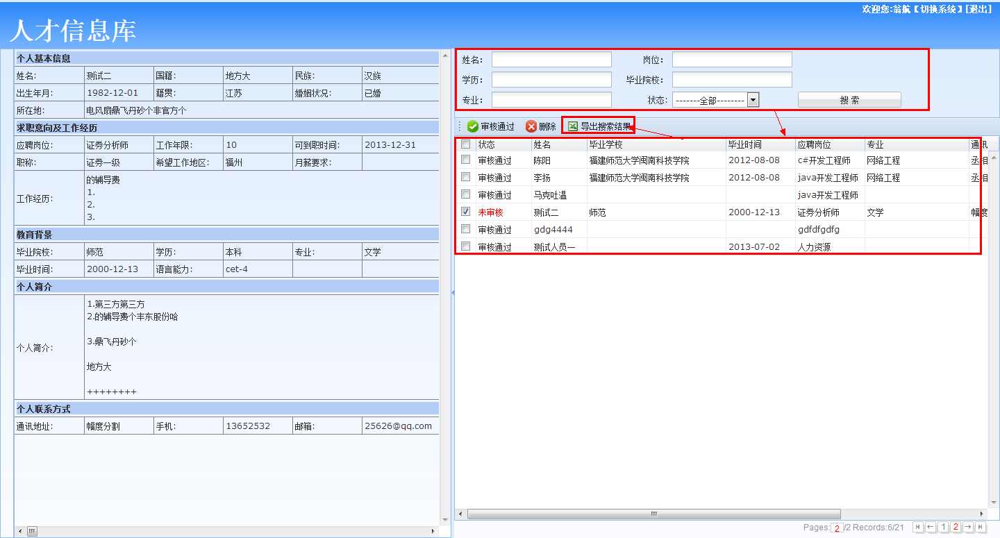 欢迎您:翁航【切换系统】[退出]
人才信息库
个人基本信息
姓名: 测试二 国籍: 地方大 民族: 汉族
出生年月: 1982-12-01 籍贯: 江苏 婚姻状况: 已婚
所在地: 电风扇鼎飞丹砂个非官方个
求职意向及工作经历
应聘岗位: 证券分析师 工作年限: 10 可到职时间: 2013-12-31
职称: 证券一级 希望工作地区: 福州 月薪要求:
工作经历:
的辅导费
1.
2.
3.
教育背景
毕业院校: 师范 学历: 本科 专业: 文学
毕业时间: 2000-12-13 语言能力: cet-4
个人简介
个人简介:
1.第三方第三方
2.的辅导费个丰东股份哈
3.鼎飞丹砂个
地方大
++++++++
个人联系方式
通讯地址: 幅度分割 手机: 13652532 邮箱: 25626@qq.com
姓名: 岗位:
学历: 毕业院校:
专业: 状态: -------全部-------- 搜 索
审核通过 删除 导出搜索结果
状态 姓名 毕业学校 毕业时间 应聘岗位 专业 通讯
审核通过 陈阳 福建师范大学闽南科技学院 2012-08-08 c#开发工程师 网络工程 丞相
审核通过 李扬 福建师范大学闽南科技学院 2012-08-08 java开发工程师 网络工程 丞相
审核通过 马克吐温 java开发工程师
未审核 测试二 师范 2000-12-13 证券分析师 文学 幅度
审核通过 gdg4444 gdfdfgdfg
审核通过 测试人员一 2013-07-02 人力资源
Pages: 2 /2 Records:6/21 1 2